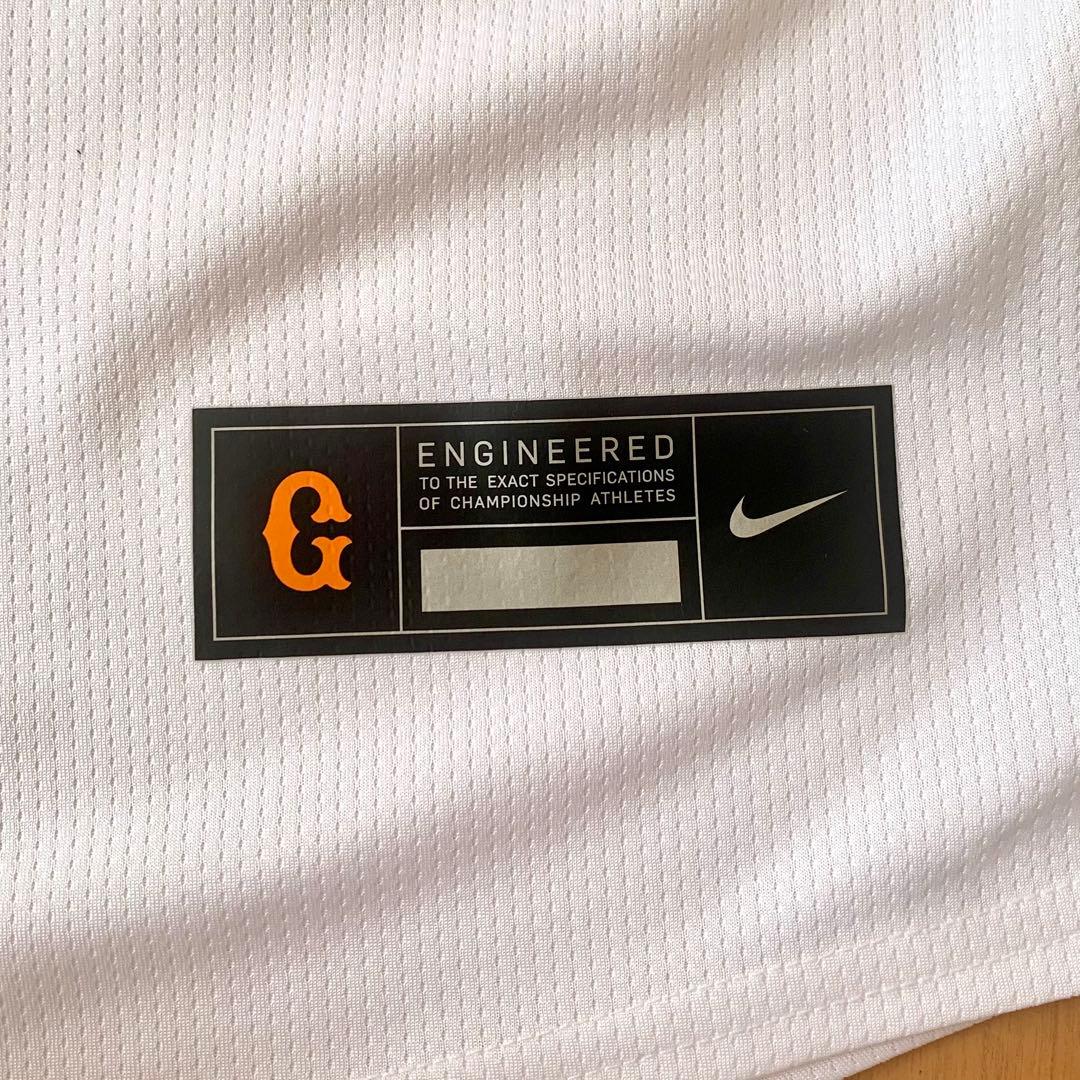 G
ENGINEERED
TO THE EXACT SPECIFICATIONS
OF CHAMPIONSHIP ATHLETES